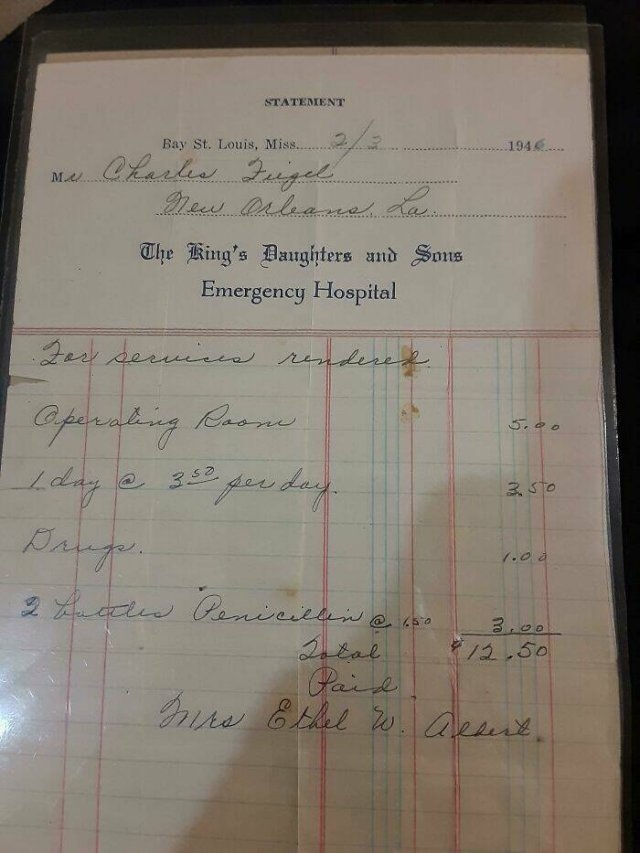 STATEMENT
Bay St. Louis, Miss. 2/3 1946
Mr Charles Fiegel
New Orleans, La.
The King's Daughters and Sons
Emergency Hospital
For services rendered.
Operating Room 5.00
1 day @ 3.50 per day. 3.50
Drugs. 1.00
2 bottles Penicillin @ 1.50 3.00
Total $12.50
Paid
Mrs Ethel W. Albert.